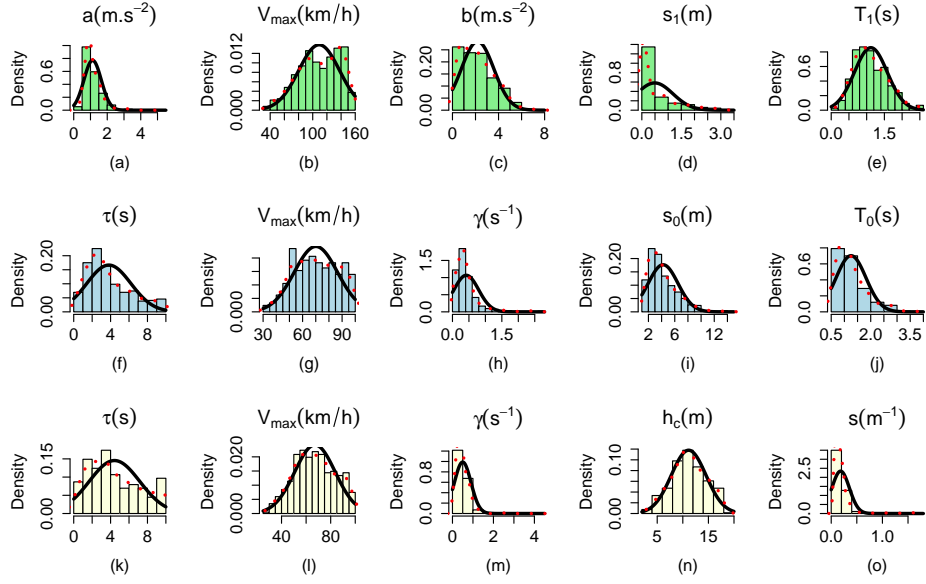 a(m.s⁻²)
Density
0.0 0.6
0 2 4
(a)
V_max(km/h)
Density
0.000 0.012
40 100 160
(b)
b(m.s⁻²)
Density
0.00 0.20
0 2 4 6 8
(c)
s₁(m)
Density
0.0 0.8
0.0 1.5 3.0
(d)
T₁(s)
Density
0.0 0.6
0.0 1.5
(e)
τ(s)
Density
0.00 0.20
0 4 8
(f)
V_max(km/h)
Density
0.000
30 60 90
(g)
γ(s⁻¹)
Density
0.0 1.5
0.0 1.5
(h)
s₀(m)
Density
0.00 0.20
2 6 12
(i)
T₀(s)
Density
0.0 0.6
0.5 2.0 3.5
(j)
τ(s)
Density
0.00 0.15
0 4 8
(k)
V_max(km/h)
Density
0.000 0.020
40 80
(l)
γ(s⁻¹)
Density
0.0 0.8
0 2 4
(m)
h_c(m)
Density
0.00 0.10
5 15
(n)
s(m⁻¹)
Density
0.0 2.5
0.0 1.0
(o)